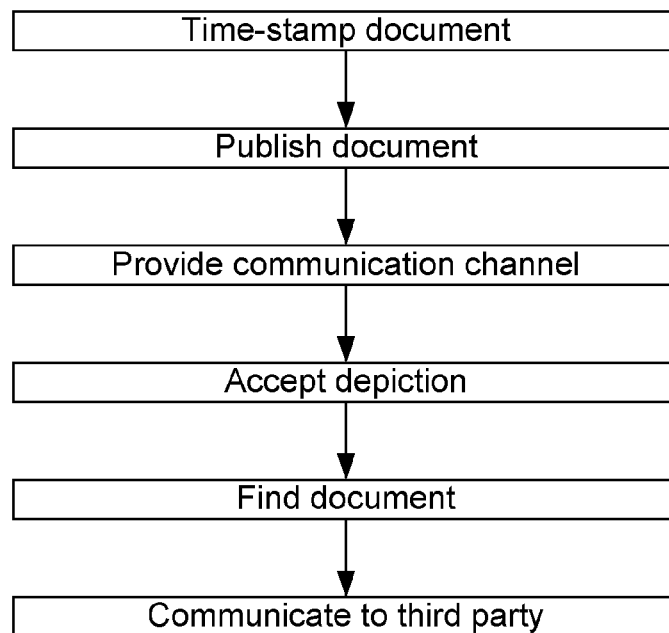 Time-stamp document
Publish document
Provide communication channel
Accept depiction
Find document
Communicate to third party